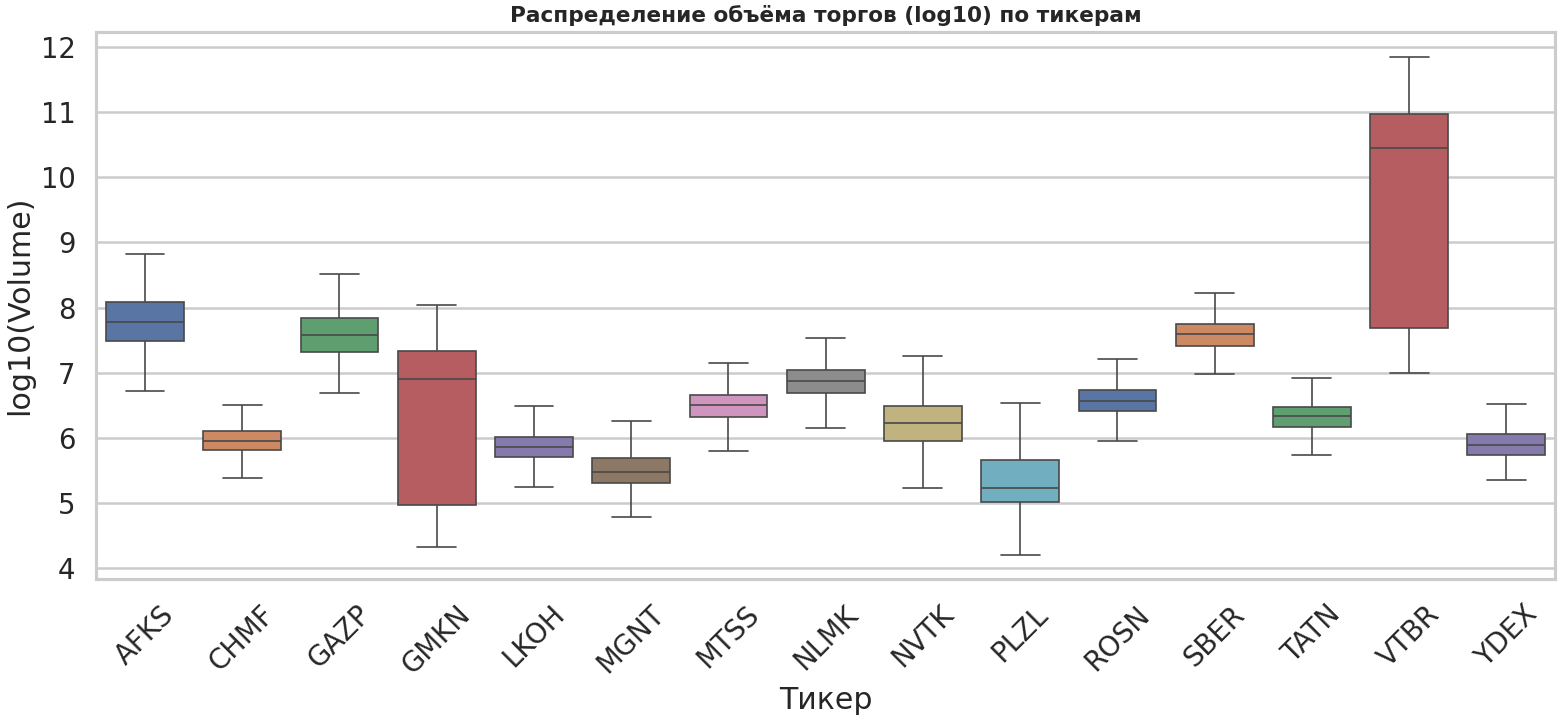 Распределение объёма торгов (log10) по тикерам
log10(Volume)
12
11
10
9
8
7
6
5
4
AFKS
CHMF
GAZP
GMKN
LKOH
MGNT
MTSS
NLMK
NVTK
PLZL
ROSN
SBER
TATN
VTBR
YDEX
Тикер